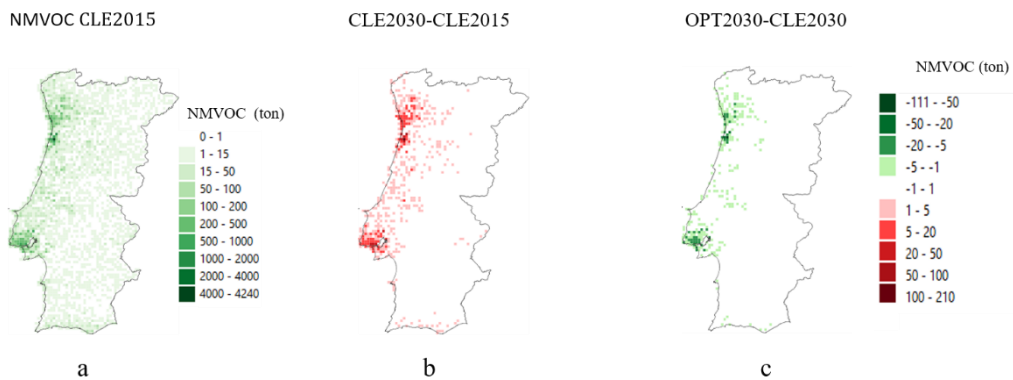 NMVOC CLE2015
CLE2030-CLE2015
OPT2030-CLE2030
NMVOC (ton)
0 - 1
1 - 15
15 - 50
50 - 100
100 - 200
200 - 500
500 - 1000
1000 - 2000
2000 - 4000
4000 - 4240
NMVOC (ton)
-111 - -50
-50 - -20
-20 - -5
-5 - -1
-1 - 1
1 - 5
5 - 20
20 - 50
50 - 100
100 - 210
a
b
c